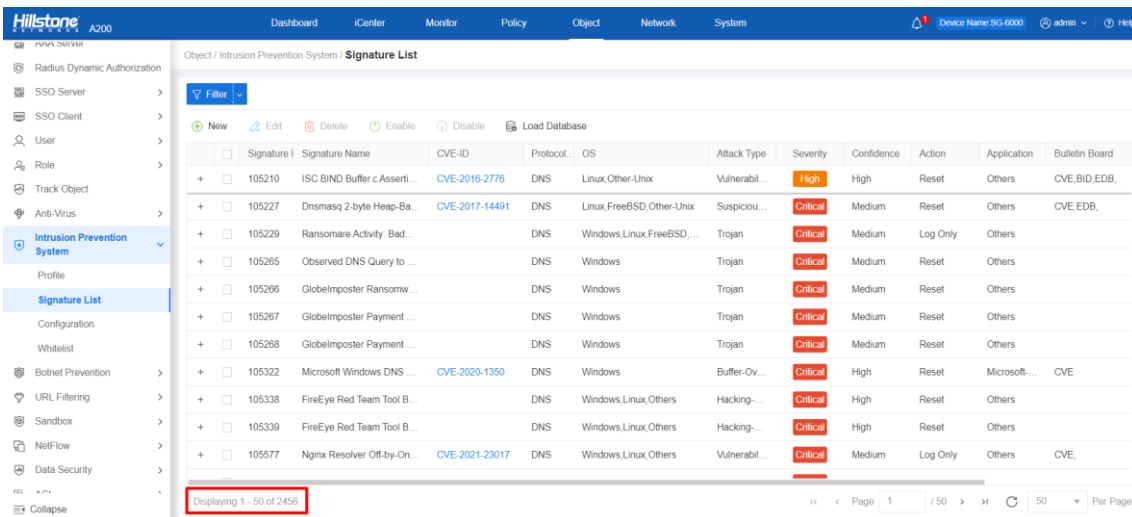 Hillstone NETWORKS A200 Dashboard iCenter Monitor Policy Object Network System 1 Device Name:SG-6000 admin Help
AAA Server
Radius Dynamic Authorization
SSO Server
SSO Client
User
Role
Track Object
Anti-Virus
Intrusion Prevention System
Profile
Signature List
Configuration
Whitelist
Botnet Prevention
URL Filtering
Sandbox
NetFlow
Data Security
ACL
Collapse
Object / Intrusion Prevention System / Signature List
Filter
New Edit Delete Enable Disable Load Database
Signature I Signature Name CVE-ID Protocol... OS Attack Type Severity Confidence Action Application Bulletin Board
+ 105210 ISC BIND Buffer.c Asserti... CVE-2016-2776 DNS Linux,Other-Unix Vulnerabil... High High Reset Others CVE,BID,EDB,
+ 105227 Dnsmasq 2-byte Heap-Ba... CVE-2017-14491 DNS Linux,FreeBSD,Other-Unix Suspiciou... Critical Medium Reset Others CVE,EDB,
+ 105229 Ransomare Activity: Bad... DNS Windows,Linux,FreeBSD,... Trojan Critical Medium Log Only Others
+ 105265 Observed DNS Query to ... DNS Windows Trojan Critical Medium Reset Others
+ 105266 GlobeImposter Ransomw... DNS Windows Trojan Critical Medium Reset Others
+ 105267 GlobeImposter Payment ... DNS Windows Trojan Critical Medium Reset Others
+ 105268 GlobeImposter Payment ... DNS Windows Trojan Critical Medium Reset Others
+ 105322 Microsoft Windows DNS ... CVE-2020-1350 DNS Windows Buffer-Ov... Critical High Reset Microsoft-... CVE
+ 105338 FireEye Red Team Tool B... DNS Windows,Linux,Others Hacking-... Critical High Reset Others
+ 105339 FireEye Red Team Tool B... DNS Windows,Linux,Others Hacking-... Critical High Reset Others
+ 105577 Nginx Resolver Off-by-On... CVE-2021-23017 DNS Windows,Linux,Others Vulnerabil... Critical Medium Log Only Others CVE,
Displaying 1 - 50 of 2456 Page 1 / 50 50 Per Page